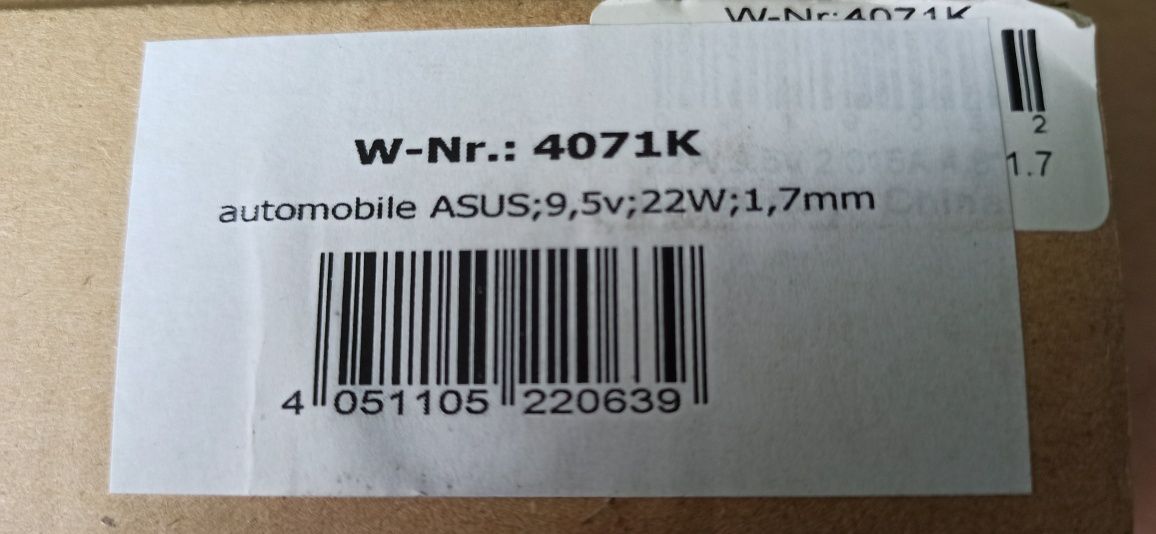 W-Nr:4071K
2
1.7
W-Nr.: 4071K
automobile ASUS;9,5v;22W;1,7mm
4 051105 220639